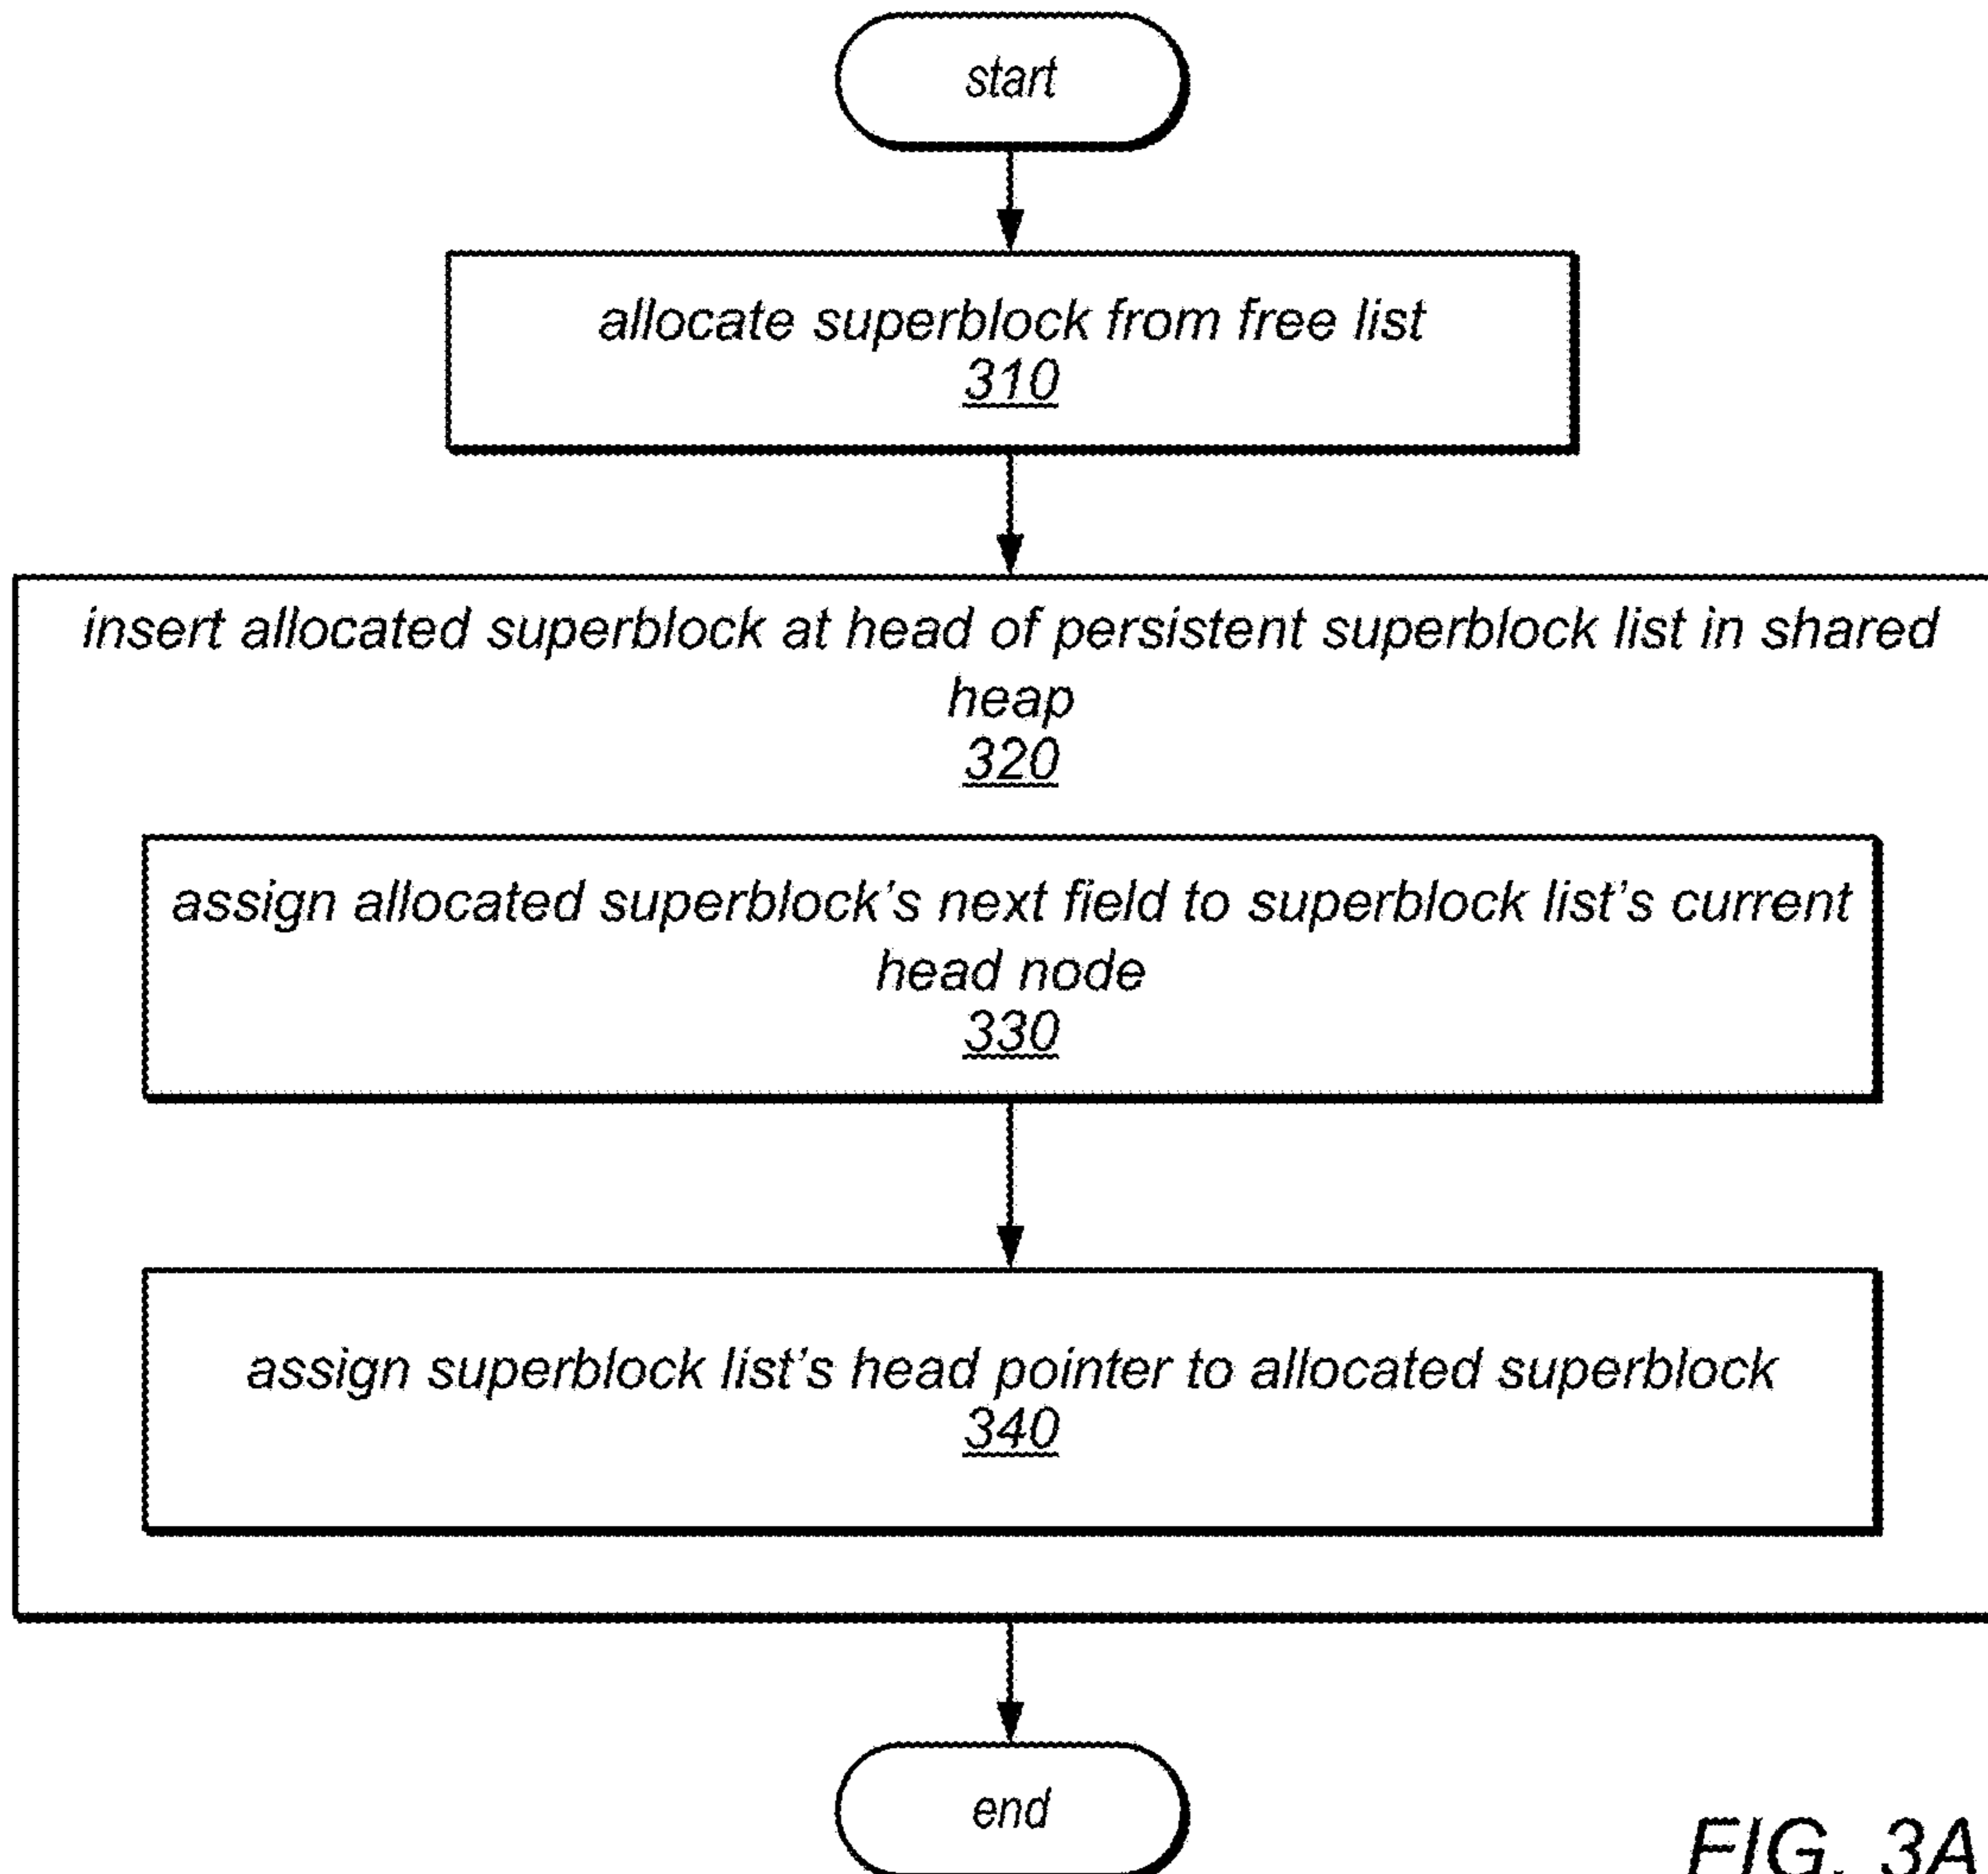 start
allocate superblock from free list
310
insert allocated superblock at head of persistent superblock list in shared
heap
320
assign allocated superblock's next field to superblock list's current
head node
330
assign superblock list's head pointer to allocated superblock
340
end
FIG. 3A